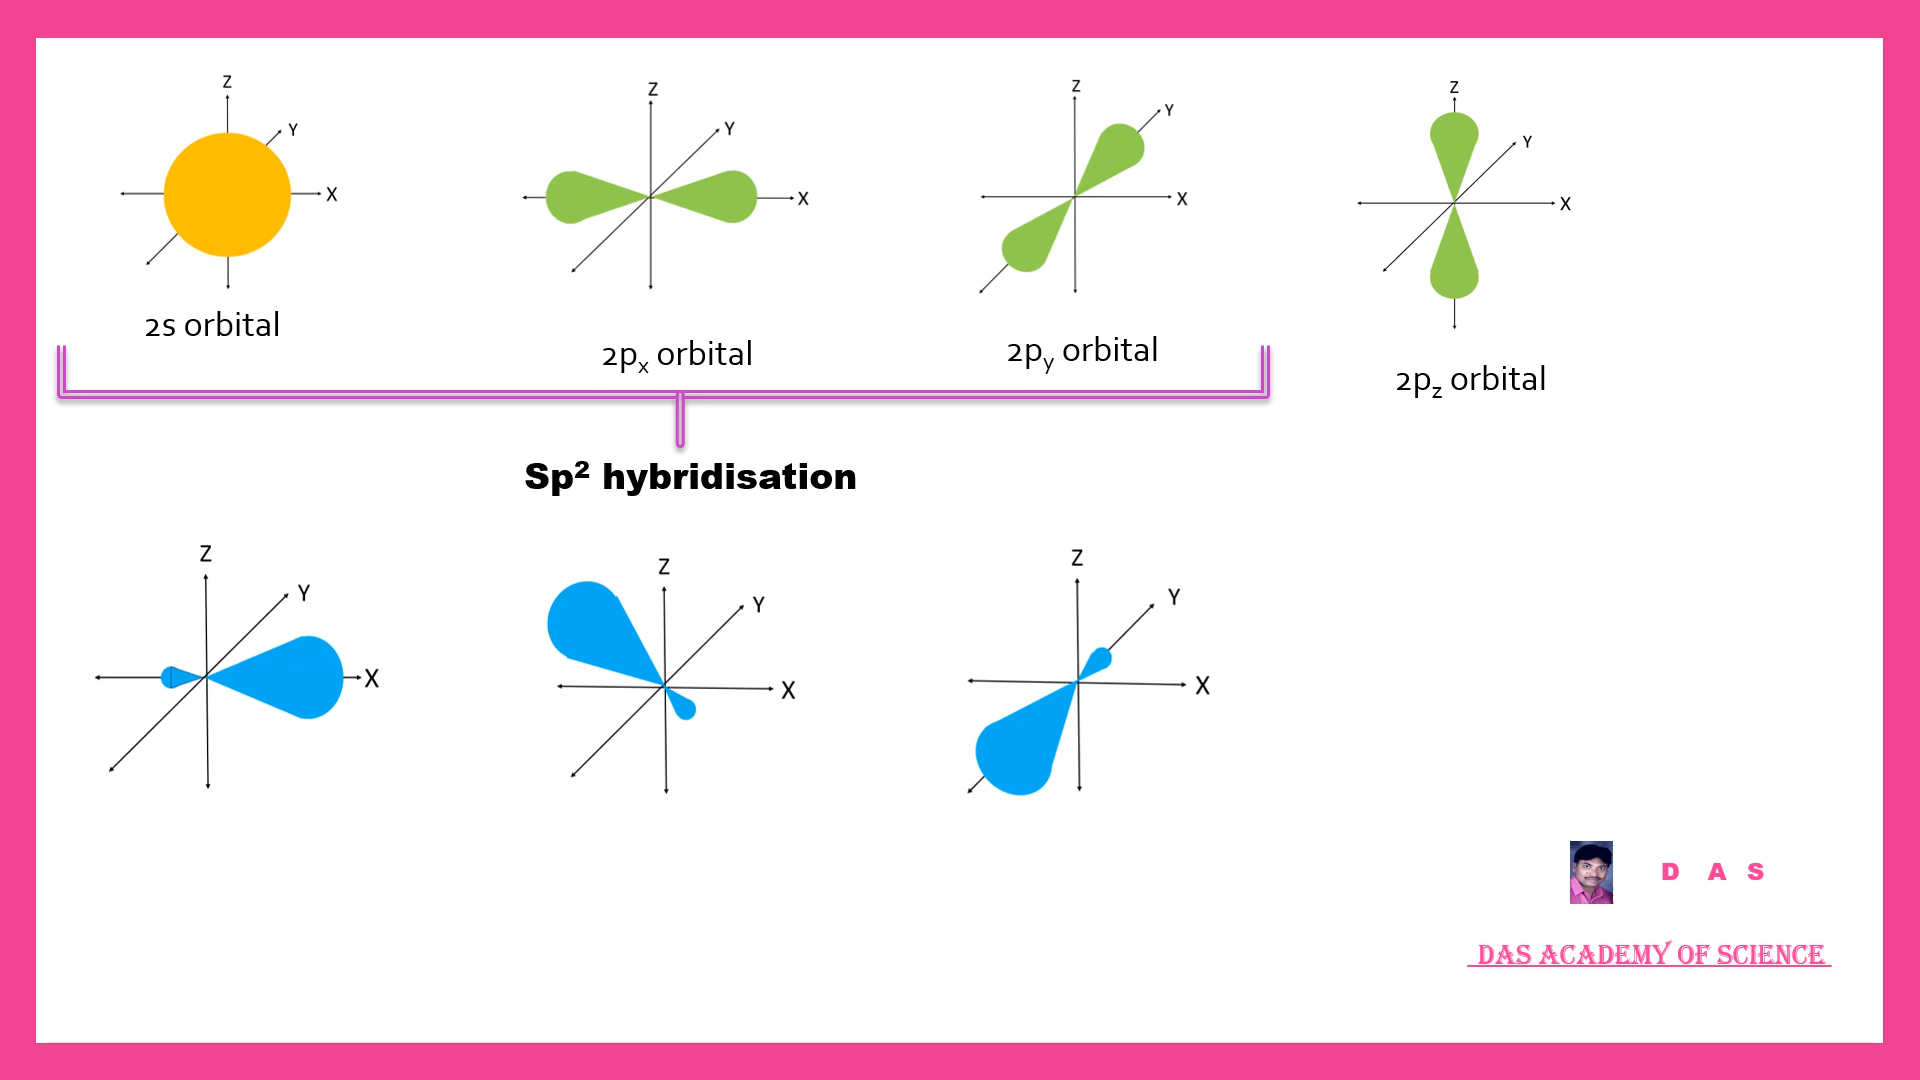 Z
Y
X
Z
Y
X
Z
Y
X
Z
Y
X
2s orbital
2pₓ orbital
2py orbital
2pz orbital
Sp² hybridisation
Z
Y
X
Z
Y
X
Z
Y
X
D A S
DAS ACADEMY OF SCIENCE